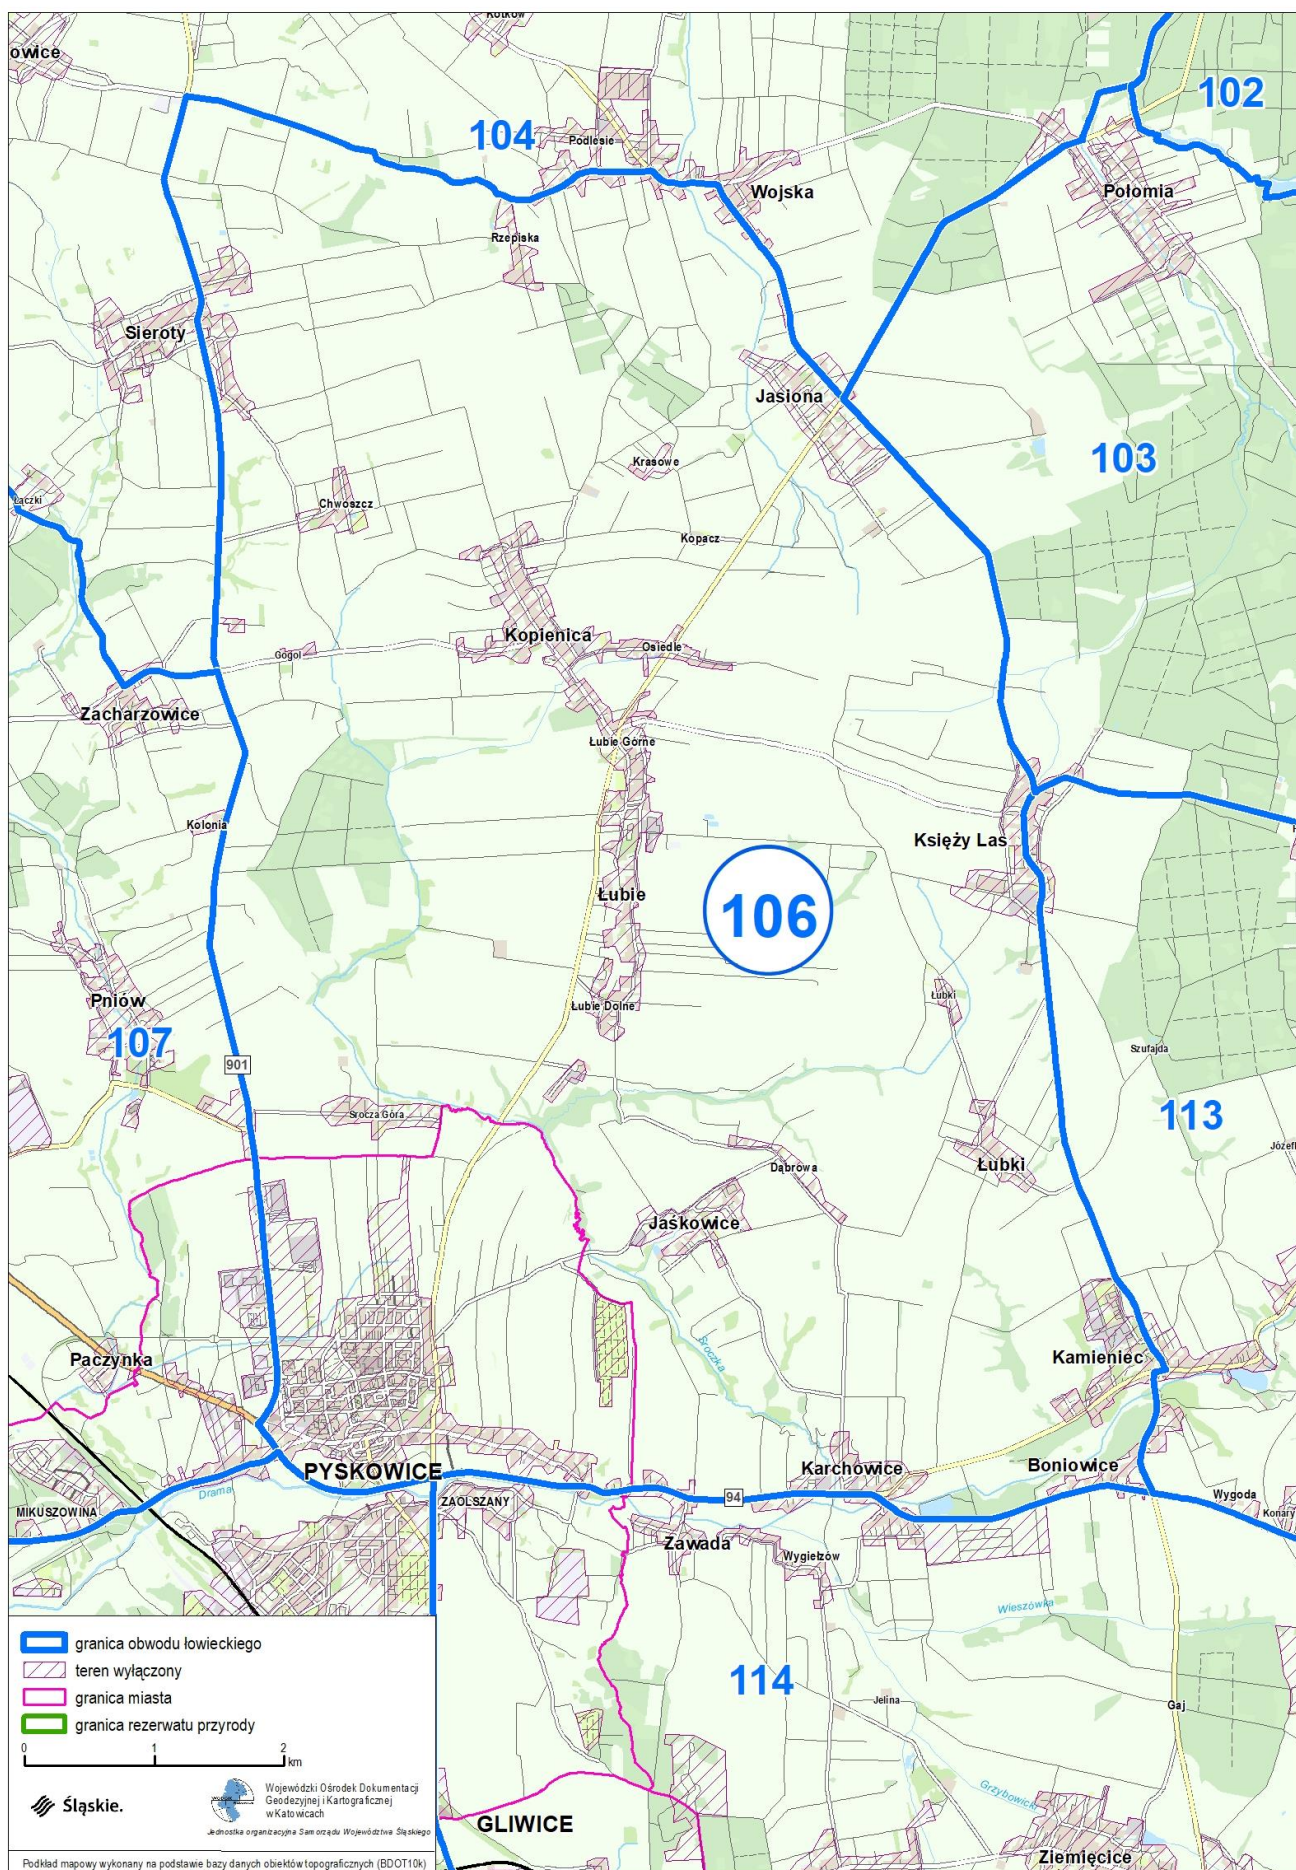 Kotków
owice
102
104
Podlesie
Wojska
Połomia
Rzepiska
Sieroty
Jasiona
103
Krasowe
Łączki
Chwoszcz
Kopacz
Kopienica
Osiedle
Gogol
Zacharzowice
Łubie Górne
Kolonia
Księży Las
Łubie
106
Pniów
Łubki
Łubie Dolne
107
Szufajda
901
113
Srocza Góra
Józefk
Dąbrowa
Łubki
Jaśkowice
Sroczka
Paczynka
Kamieniec
PYSKOWICE
Karchowice
Boniowice
Drama
ZAOLSZANY
94
Wygoda
MIKUSZOWINA
Konary
Zawada
Wygiełzów
Wieszówka
granica obwodu łowieckiego
teren wyłączony
114
Jelina
Gaj
granica miasta
granica rezerwatu przyrody
0 1 2
km
Grzybowicki
Wojewódzki Ośrodek Dokumentacji
Geodezyjnej i Kartograficznej
w Katowicach
Śląskie.
GLIWICE
Jednostka organizacyjna Samorządu Województwa Śląskiego
Ziemięcice
Podkład mapowy wykonany na podstawie bazy danych obiektów topograficznych (BDOT10k)